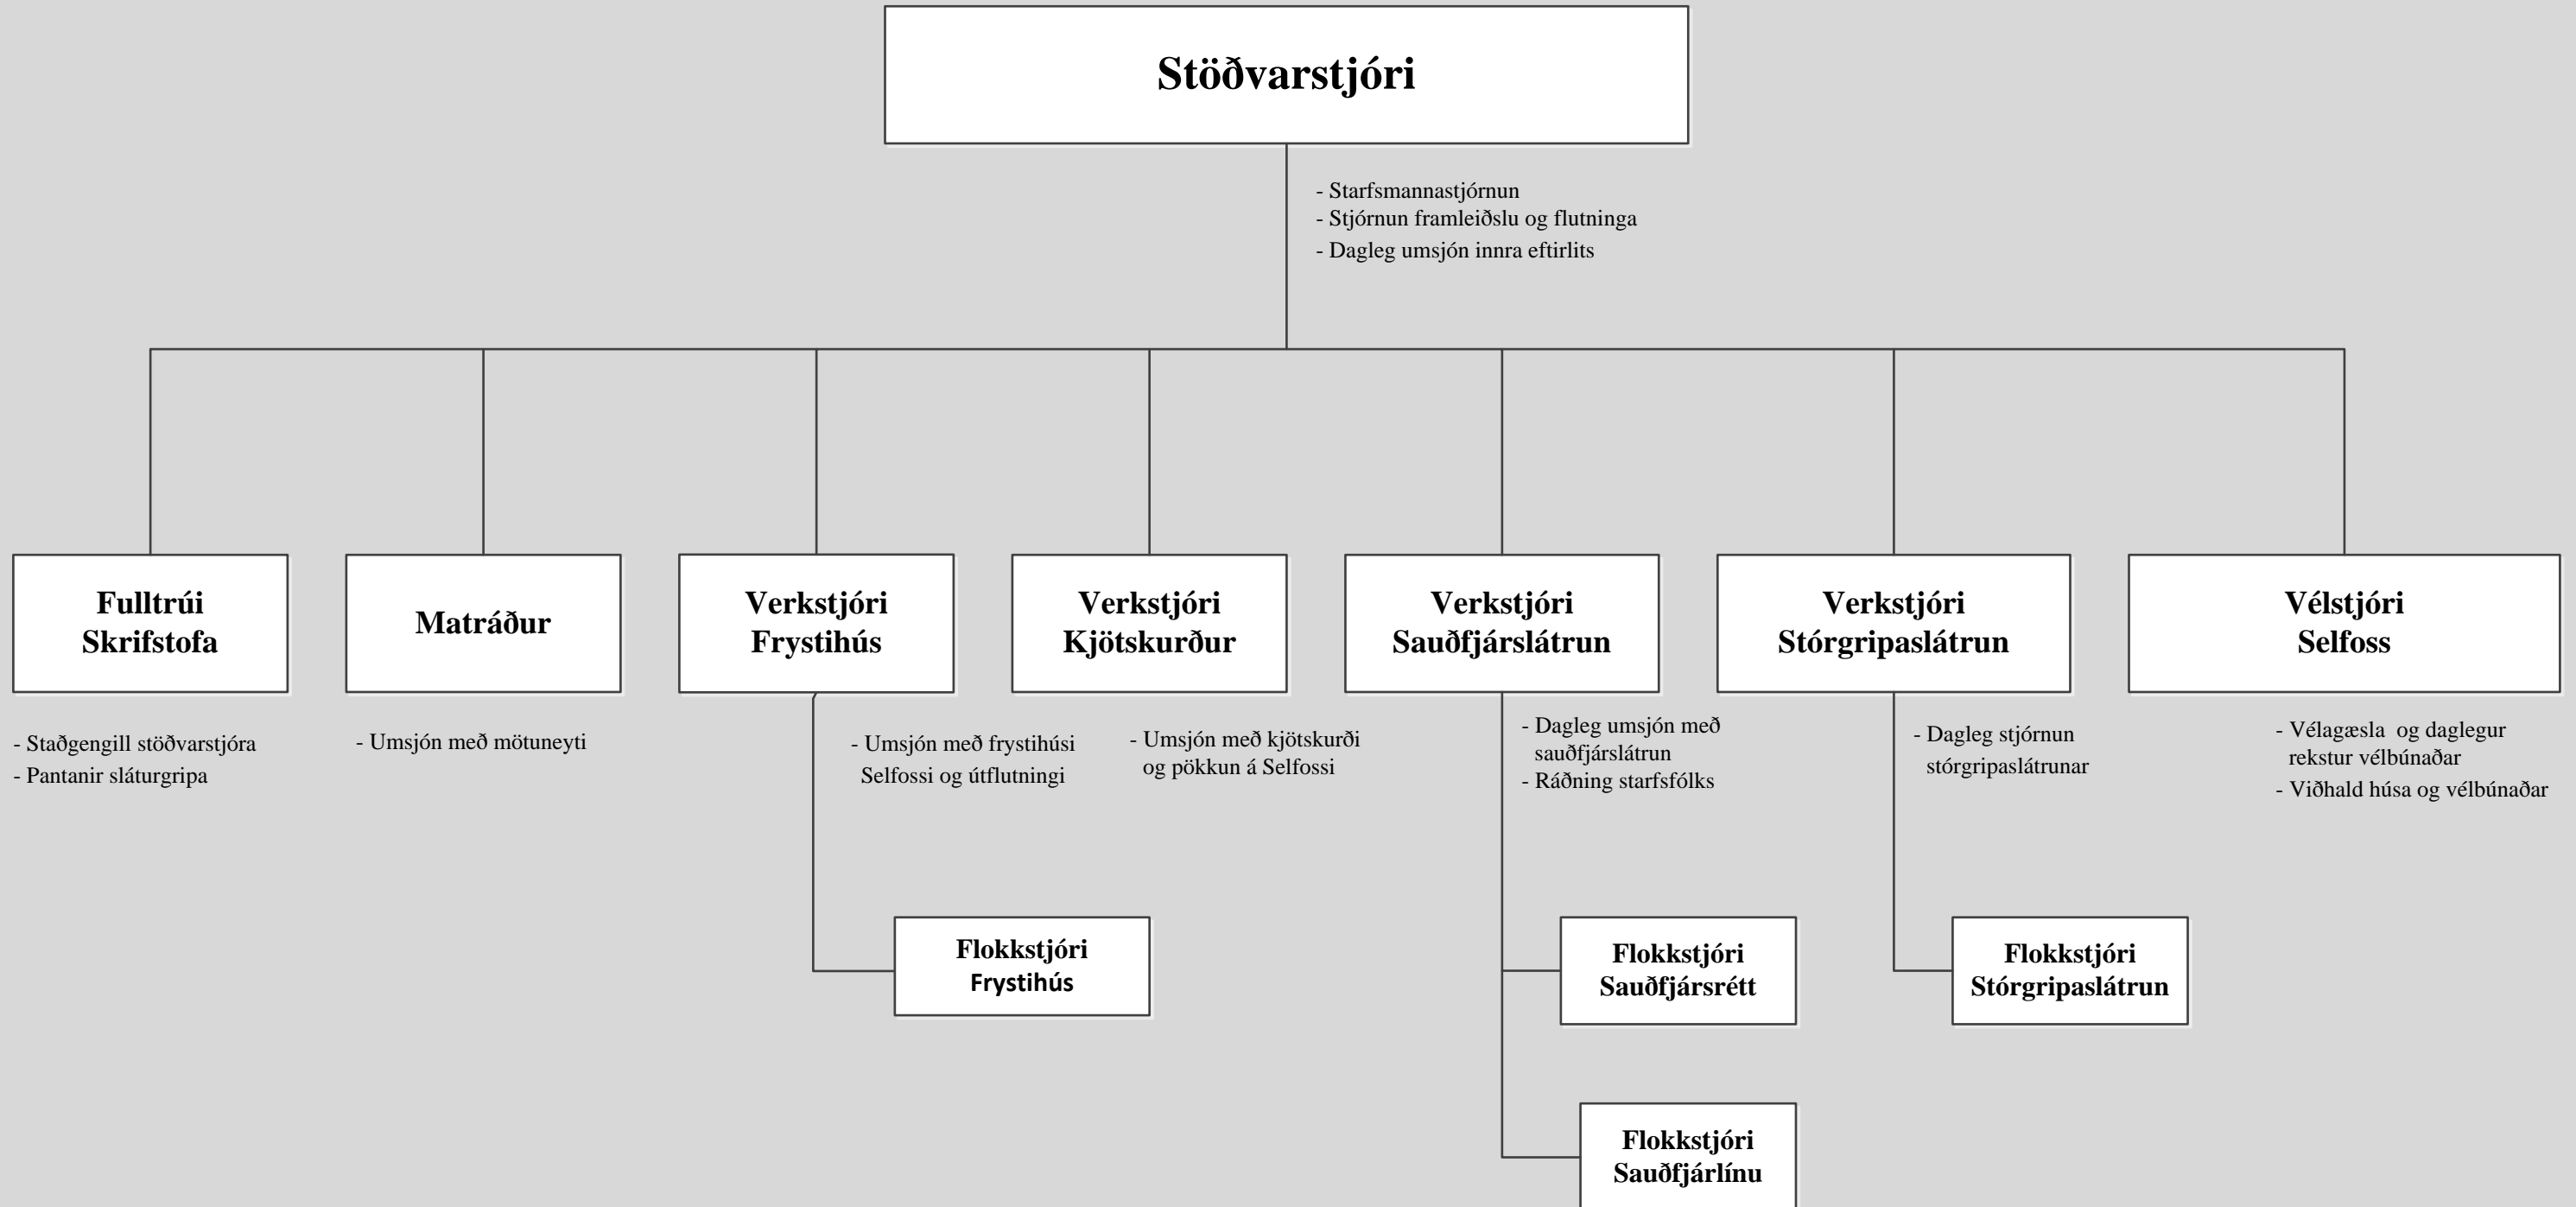 Stöðvarstjóri
- Starfsmannastjórnun
- Stjórnun framleiðslu og flutninga
- Dagleg umsjón innra eftirlits
Fulltrúi
Skrifstofa
- Staðgengill stöðvarstjóra
- Pantanir sláturgripa
Matráður
- Umsjón með mötuneyti
Verkstjóri
Frystihús
- Umsjón með frystihúsi
Selfossi og útflutningi
Verkstjóri
Kjötskurður
- Umsjón með kjötskurði
og pökkun á Selfossi
Verkstjóri
Sauðfjárslátrun
- Dagleg umsjón með
sauðfjárslátrun
- Ráðning starfsfólks
Verkstjóri
Stórgripaslátrun
- Dagleg stjórnun
stórgripaslátrunar
Vélstjóri
Selfoss
- Vélagæsla og daglegur
rekstur vélbúnaðar
- Viðhald húsa og vélbúnaðar
Flokkstjóri
Frystihús
Flokkstjóri
Sauðfjársrétt
Flokkstjóri
Stórgripaslátrun
Flokkstjóri
Sauðfjárlínu